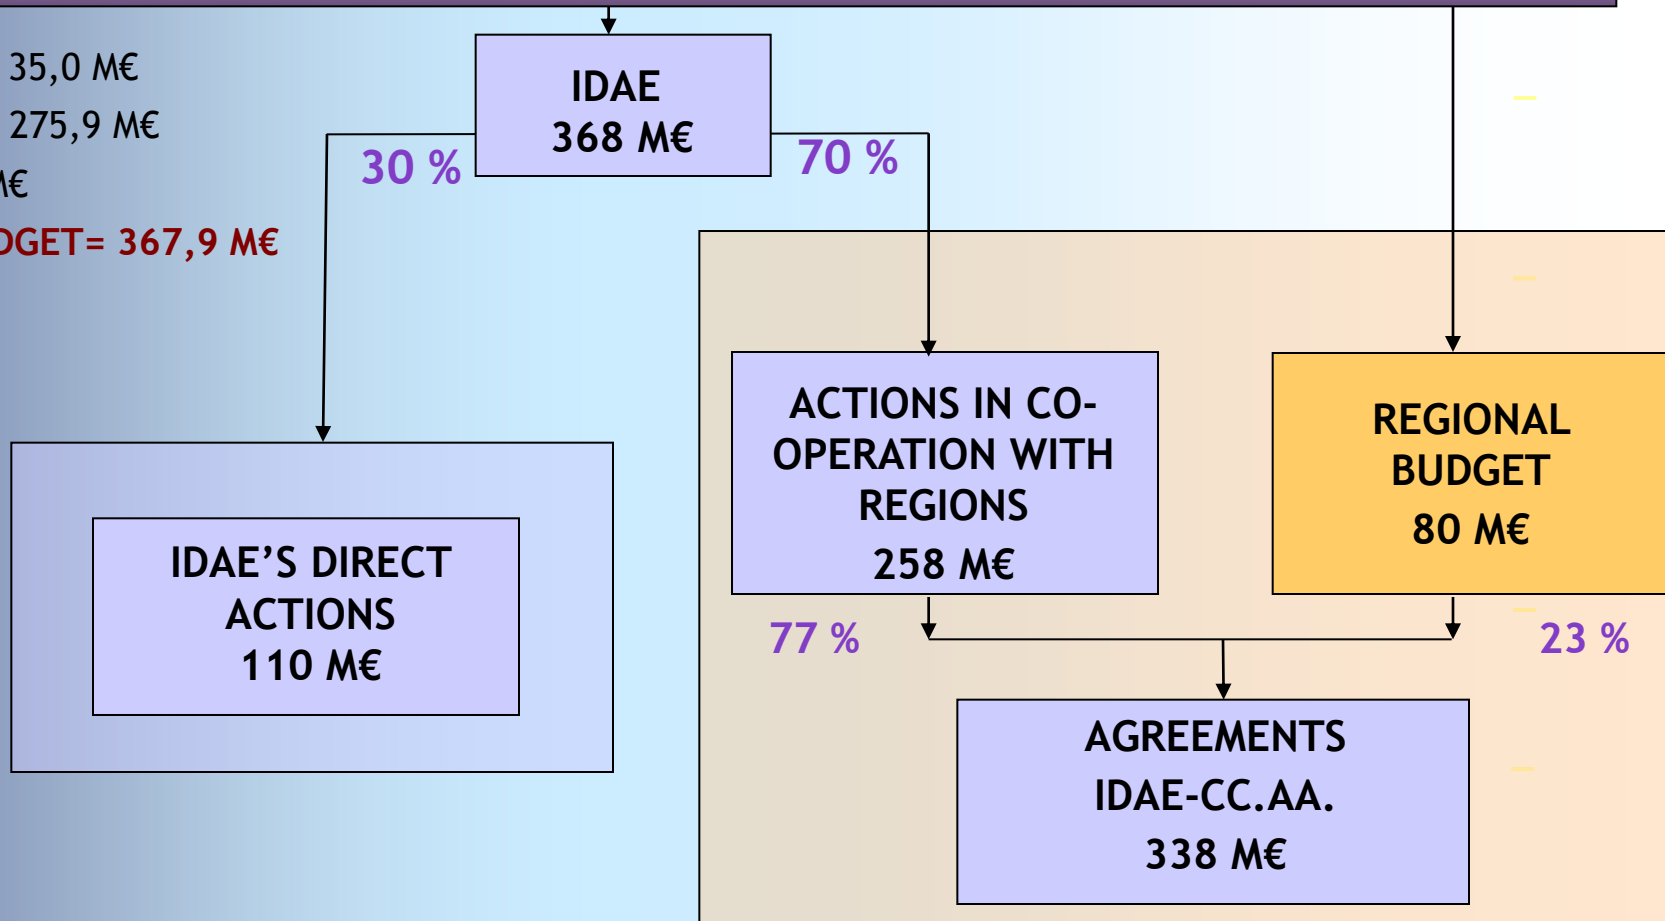 35,0 M€
275,9 M€
M€
DGET= 367,9 M€
IDAE
368 M€
30 %
70 %
ACTIONS IN CO-
OPERATION WITH
REGIONS
258 M€
REGIONAL
BUDGET
80 M€
IDAE’S DIRECT
ACTIONS
110 M€
77 %
23 %
AGREEMENTS
IDAE-CC.AA.
338 M€